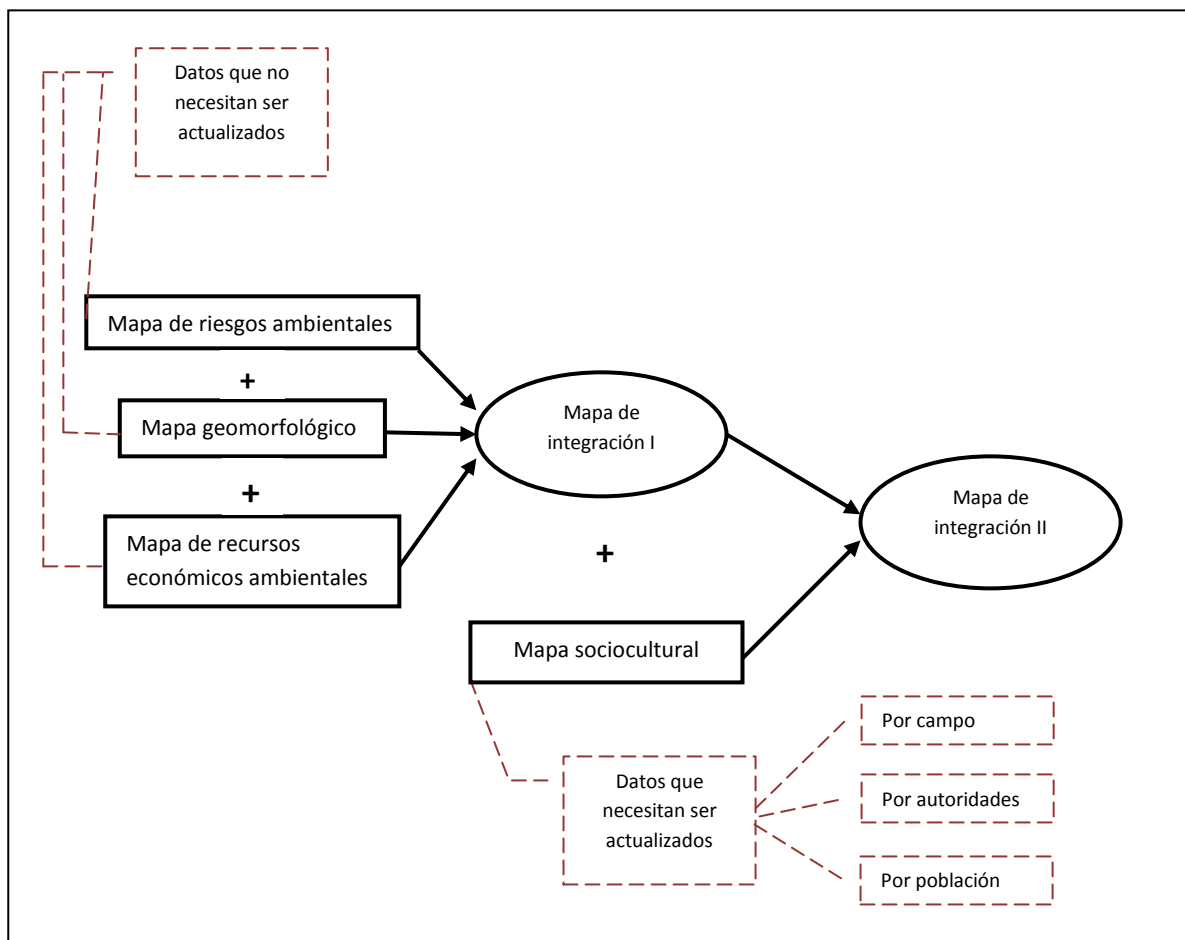 Datos que no
necesitan ser
actualizados
Mapa de riesgos ambientales
+
Mapa geomorfológico
+
Mapa de recursos
económicos ambientales
Mapa de
integración I
+
Mapa sociocultural
Mapa de
integración II
Datos que
necesitan ser
actualizados
Por campo
Por autoridades
Por población